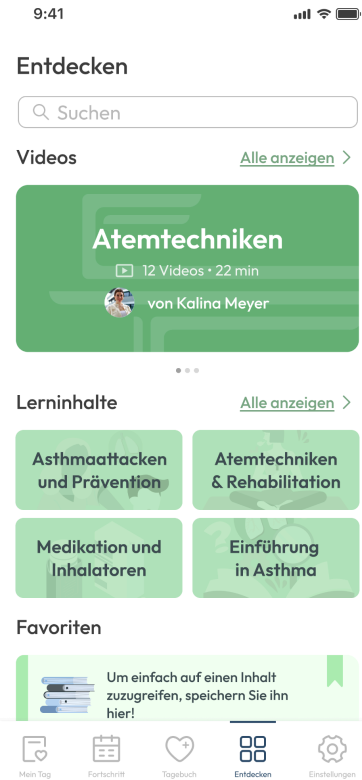 9:41
Entdecken
Suchen
Videos
Alle anzeigen
Atemtechniken
12 Videos • 22 min
von Kalina Meyer
Lerninhalte
Alle anzeigen
Asthmaattacken
und Prävention
Atemtechniken
& Rehabilitation
Medikation und
Inhalatoren
Einführung
in Asthma
Favoriten
Um einfach auf einen Inhalt
zuzugreifen, speichern Sie ihn
hier!
Mein Tag
Fortschritt
Tagebuch
Entdecken
Einstellungen